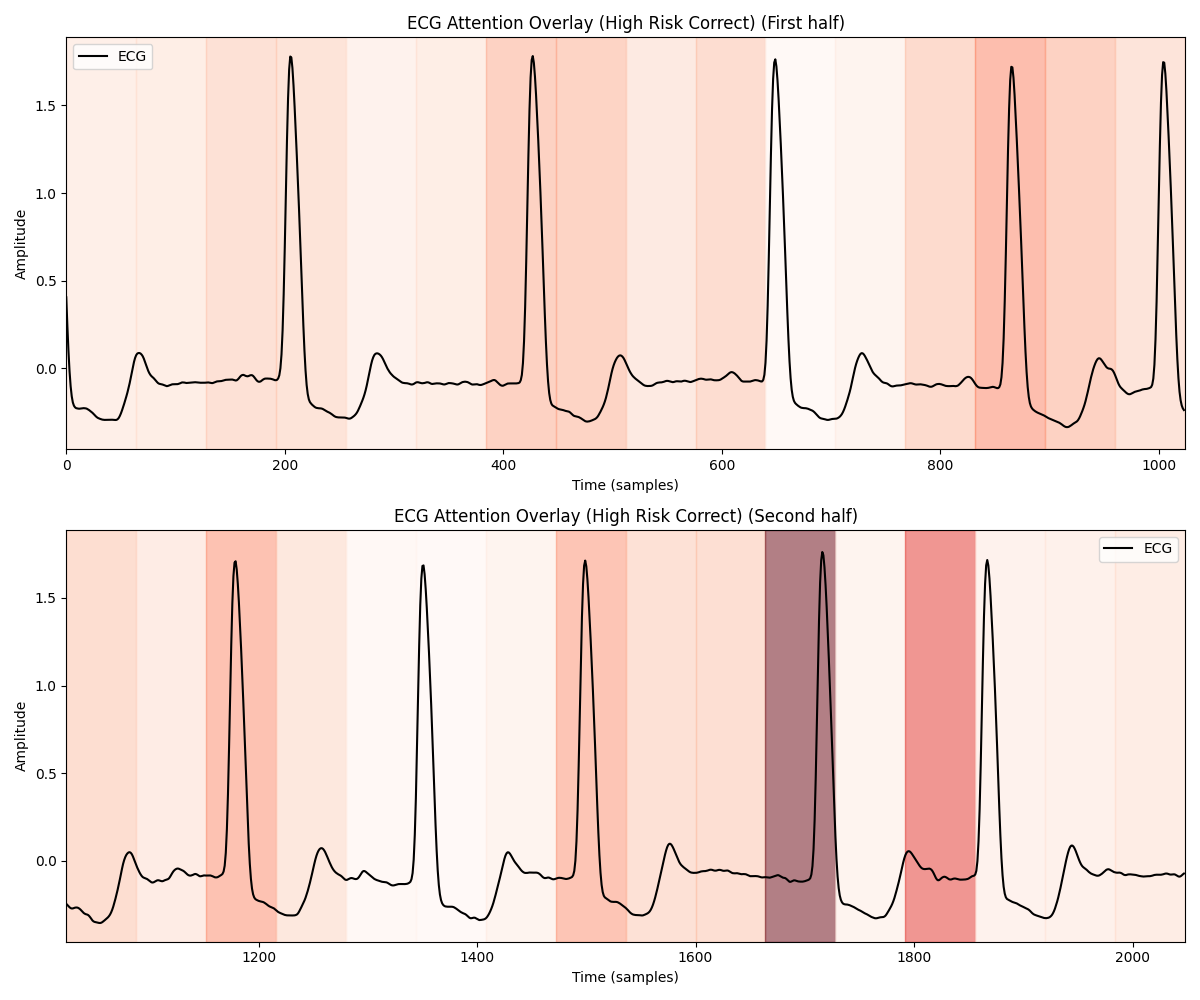 ECG Attention Overlay (High Risk Correct) (First half)
ECG
Amplitude
1.5
1.0
0.5
0.0
0 200 400 600 800 1000
Time (samples)
ECG Attention Overlay (High Risk Correct) (Second half)
ECG
Amplitude
1.5
1.0
0.5
0.0
1200 1400 1600 1800 2000
Time (samples)